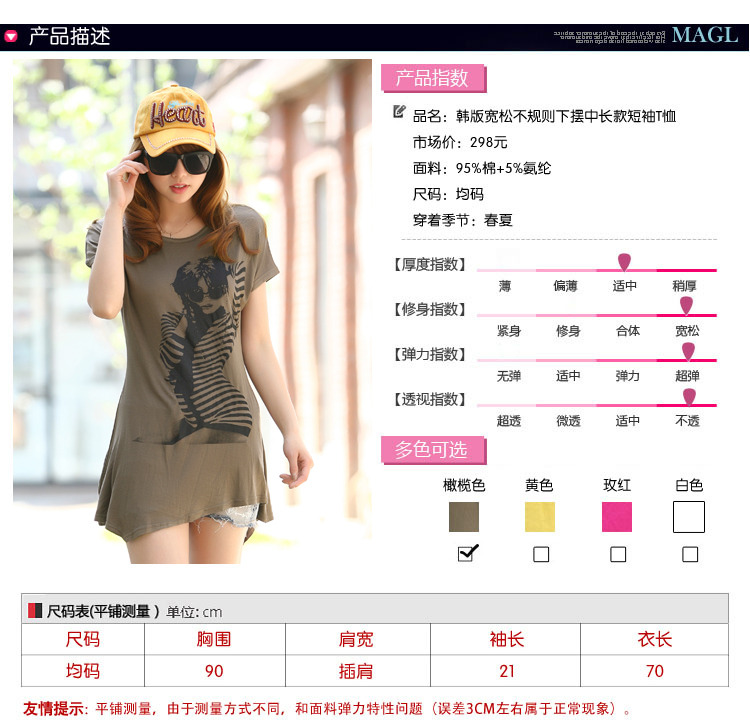 产品描述
MAGL
Heart
产品指数
品名：韩版宽松不规则下摆中长款短袖T恤
市场价：298元
面料：95%棉+5%氨纶
尺码：均码
穿着季节：春夏
【厚度指数】
薄 偏薄 适中 稍厚
【修身指数】
紧身 修身 合体 宽松
【弹力指数】
无弹 适中 弹力 超弹
【透视指数】
超透 微透 适中 不透
多色可选
橄榄色 黄色 玫红 白色
尺码表(平铺测量 ) 单位: cm
尺码 胸围 肩宽 袖长 衣长
均码 90 插肩 21 70
友情提示: 平铺测量，由于测量方式不同，和面料弹力特性问题（误差3CM左右属于正常现象）。